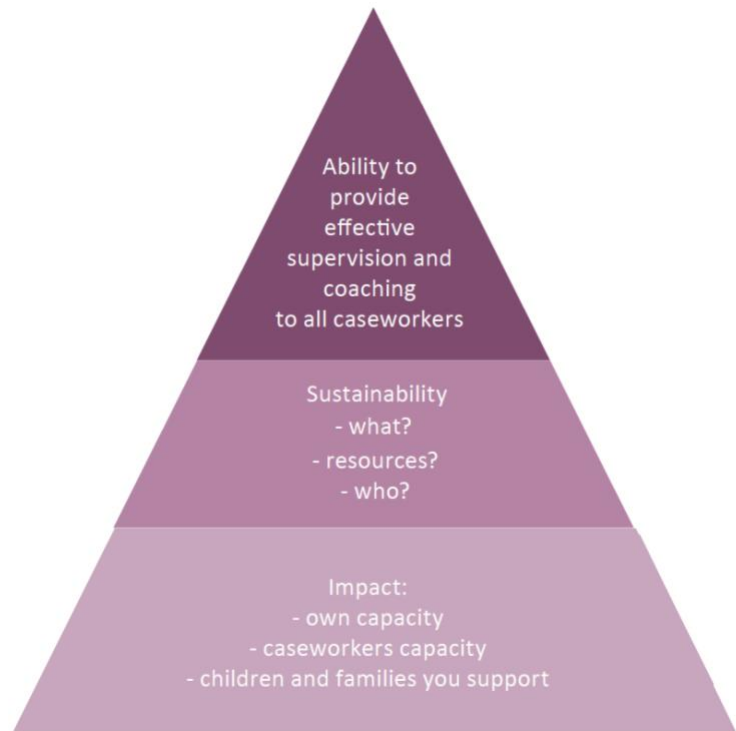 Ability to
provide
effective
supervision and
coaching
to all caseworkers
Sustainability
- what?
- resources?
- who?
Impact:
- own capacity
- caseworkers capacity
- children and families you support